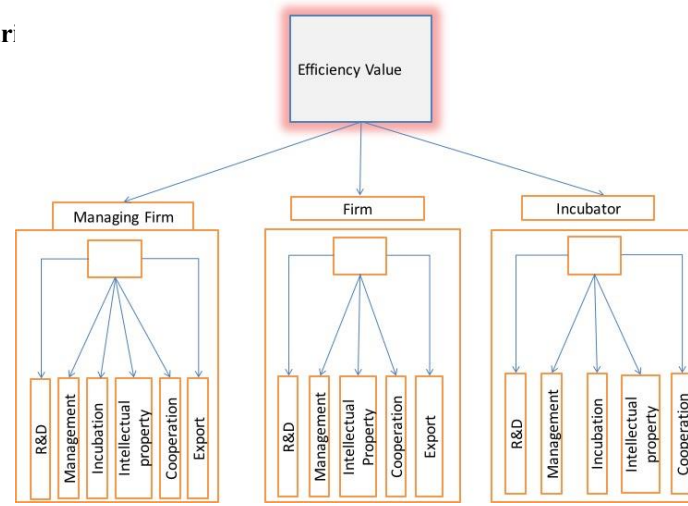 Efficiency Value
Managing Firm
Firm
Incubator
R&D
Management
Incubation
Intellectual
property
Cooperation
Export
R&D
Management
Intellectual
Property
Cooperation
Export
R&D
Management
Incubation
Intellectual
property
Cooperation